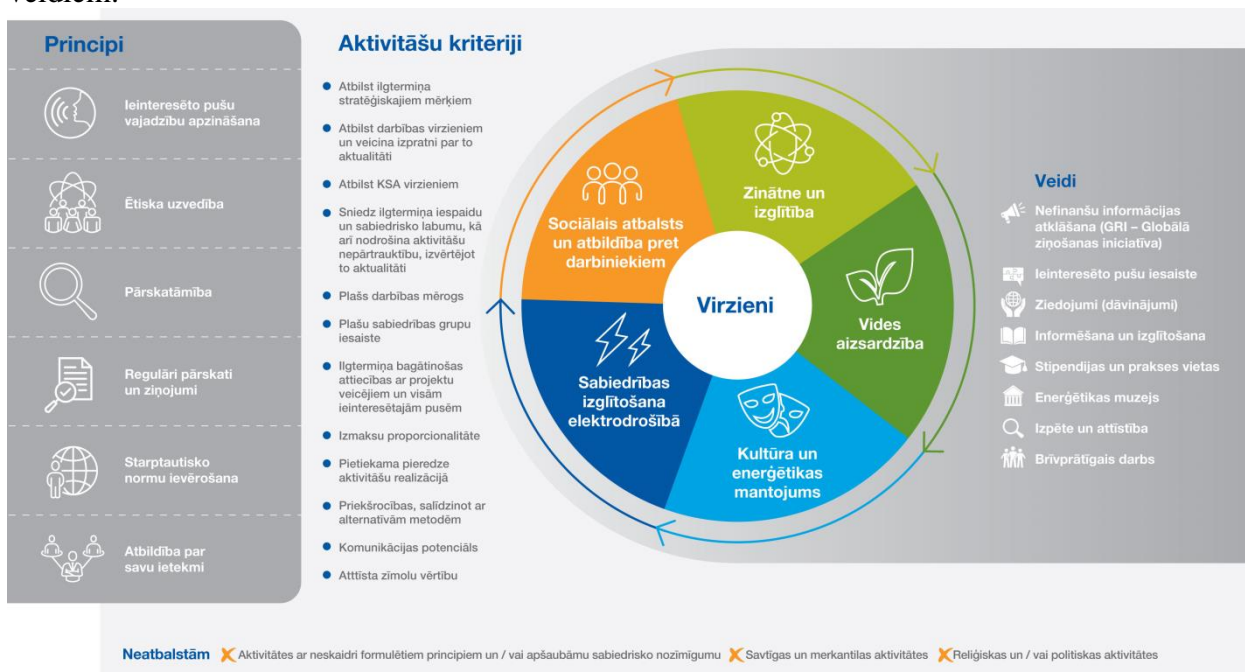 Principi
Ieinteresēto pušu
vajadzību apzināšana
Ētiska uzvedība
Pārskatāmība
Regulāri pārskati
un ziņojumi
Starptautisko
normu ievērošana
Atbildība par
savu ietekmi
Aktivitāšu kritēriji
Atbilst ilgtermiņa
stratēģiskajiem mērķiem
Atbilst darbības virzieniem
un veicina izpratni par to
aktualitāti
Atbilst KSA virzieniem
Sniedz ilgtermiņa iespaidu
un sabiedrisko labumu, kā
arī nodrošina aktivitāšu
nepārtrauktību, izvērtējot
to aktualitāti
Plašs darbības mērogs
Plašu sabiedrības grupu
iesaiste
Ilgtermiņa bagātinošas
attiecības ar projektu
veicējiem un visām
ieinteresētajām pusēm
Izmaksu proporcionalitāte
Pietiekama pieredze
aktivitāšu realizācijā
Priekšrocības, salīdzinot ar
alternatīvām metodēm
Komunikācijas potenciāls
Atttīsta zīmolu vērtību
Sociālais atbalsts
un atbildība pret
darbiniekiem
Zinātne un
izglītība
Virzieni
Vides
aizsardzība
Sabiedrības
izglītošana
elektrodrošībā
Kultūra un
enerģētikas
mantojums
Veidi
Nefinanšu informācijas
atklāšana (GRI – Globālā
ziņošanas iniciatīva)
Ieinteresēto pušu iesaiste
Ziedojumi (dāvinājumi)
Informēšana un izglītošana
Stipendijas un prakses vietas
Enerģētikas muzejs
Izpēte un attīstība
Brīvprātīgais darbs
Neatbalstām Aktivitātes ar neskaidri formulētiem principiem un / vai apšaubāmu sabiedrisko nozīmīgumu Savtīgas un merkantilas aktivitātes Reliģiskas un / vai politiskas aktivitātes